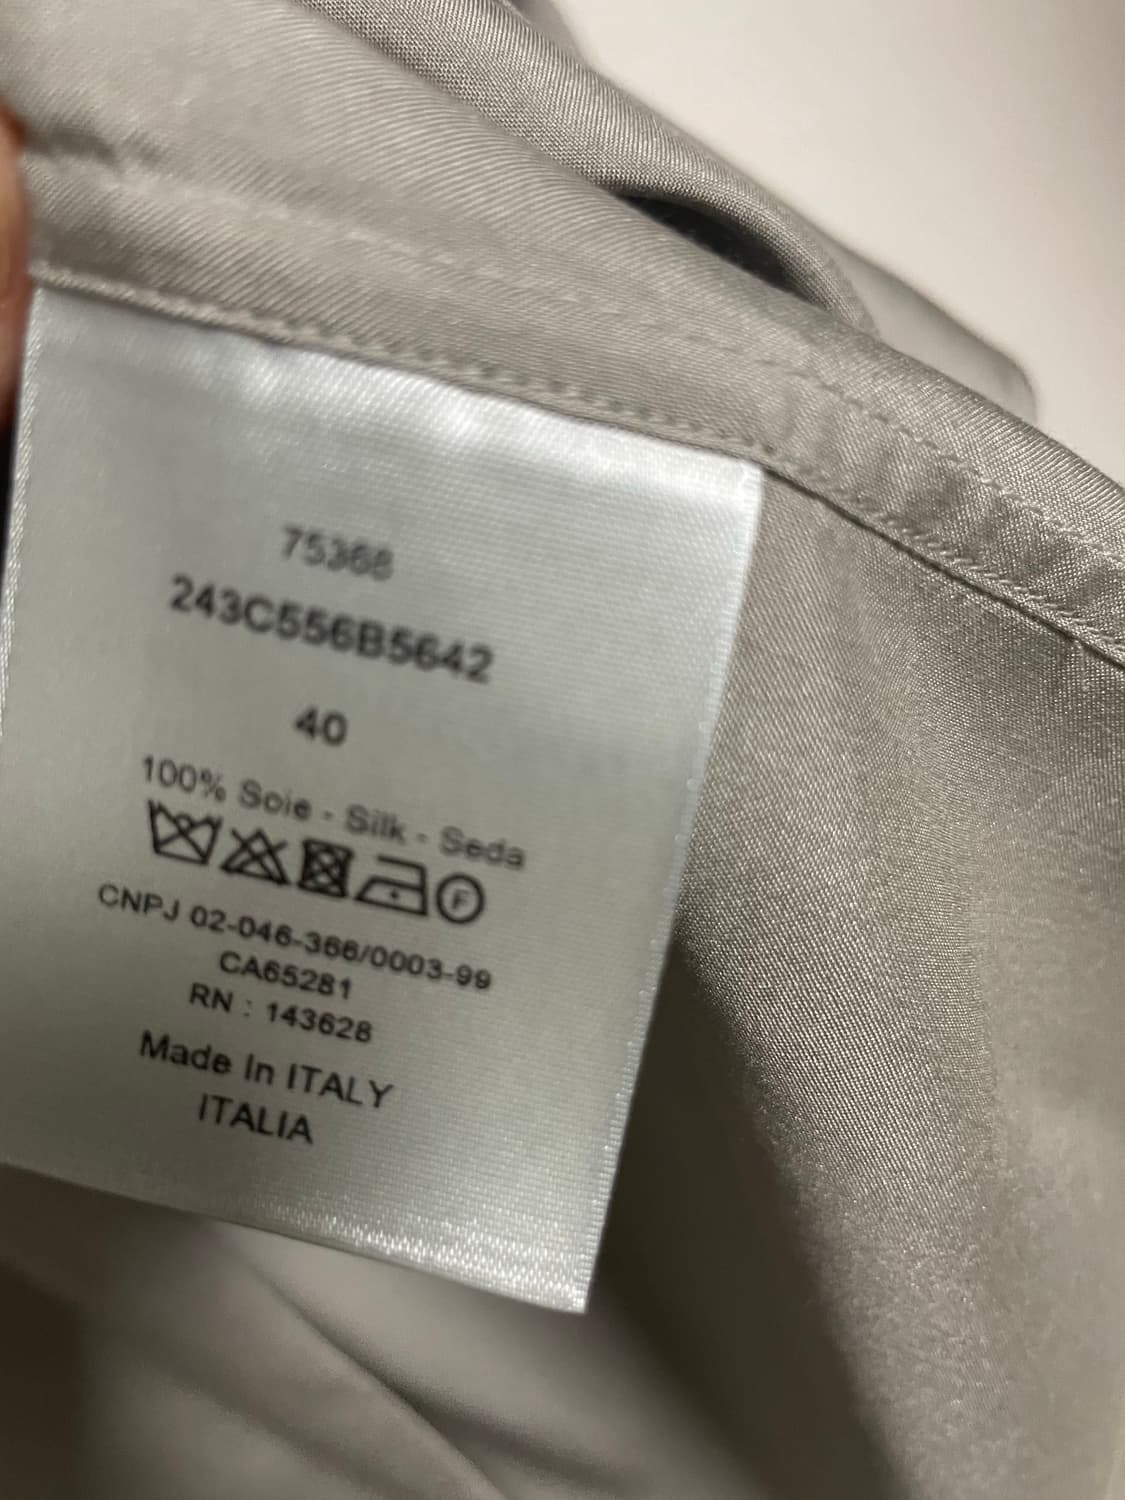 75368
243C556B5642
40
100% Soie - Silk - Seda
F
CNPJ 02-046-366/0003-99
CA65281
RN : 143628
Made In ITALY
ITALIA